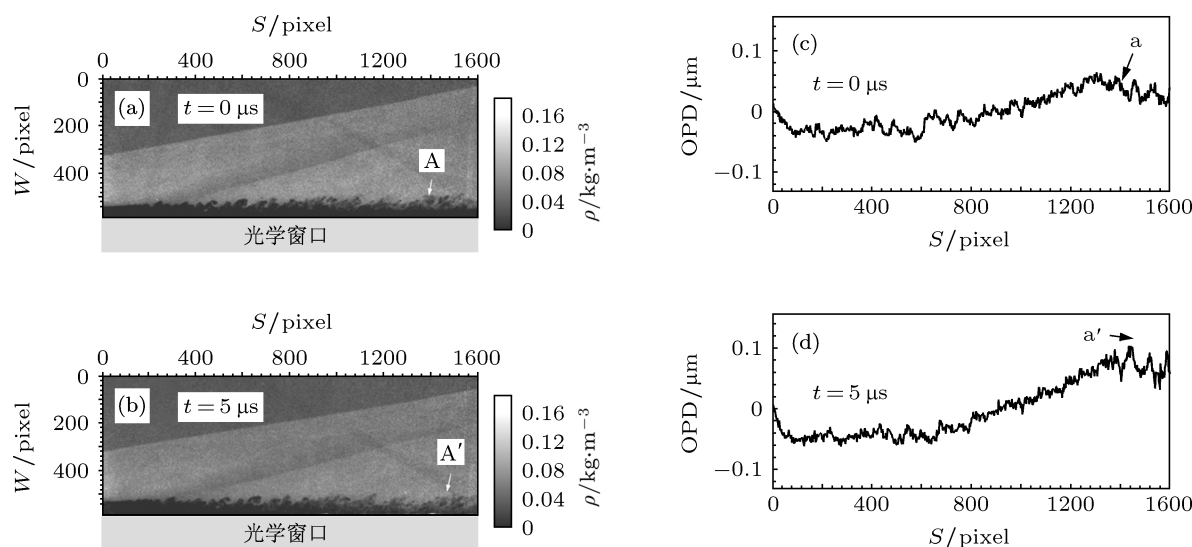 S/pixel
0 400 800 1200 1600
0
200
400
W/pixel
(a) t = 0 μs
A
光学窗口
0.16
0.12
0.08
0.04
0
ρ/kg·m⁻³
(c)
a
t = 0 μs
0.1
0
−0.1
OPD/μm
0 400 800 1200 1600
S/pixel
S/pixel
0 400 800 1200 1600
0
200
400
W/pixel
(b) t = 5 μs
A′
光学窗口
0.16
0.12
0.08
0.04
0
ρ/kg·m⁻³
(d)
a′
t = 5 μs
0.1
0
−0.1
OPD/μm
0 400 800 1200 1600
S/pixel